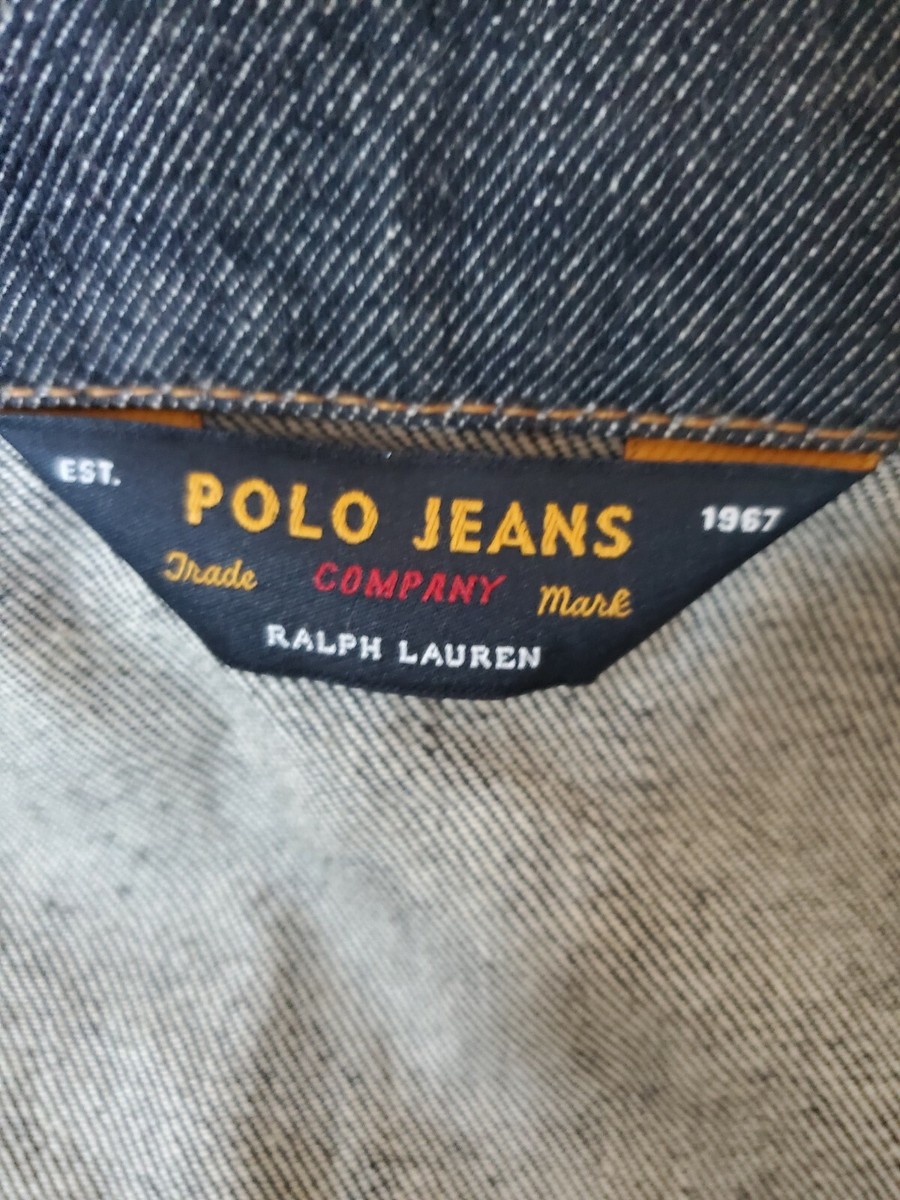 EST. POLO JEANS 1967
Trade COMPANY Mark
RALPH LAUREN